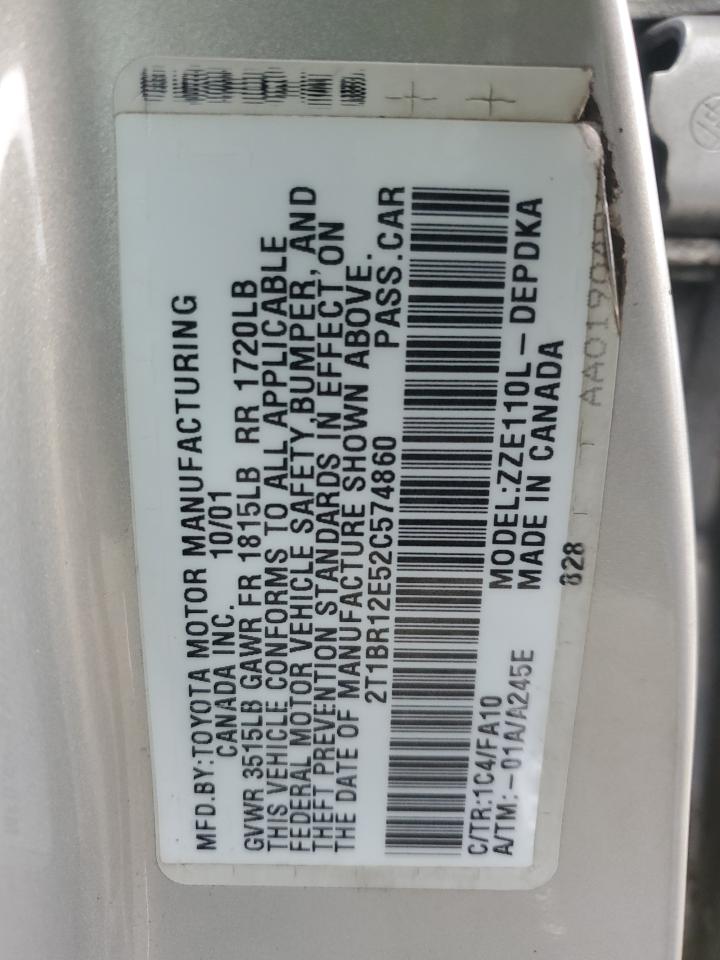 MFD.BY:TOYOTA MOTOR MANUFACTURING
CANADA INC. 10/01
GVWR 3515LB GAWR FR 1815LB RR 1720LB
THIS VEHICLE CONFORMS TO ALL APPLICABLE
FEDERAL MOTOR VEHICLE SAFETY,BUMPER, AND
THEFT PREVENTION STANDARDS IN EFFECT ON
THE DATE OF MANUFACTURE SHOWN ABOVE.
2T1BR12E52C574860 PASS.CAR
C/TR:1C4/FA10 MODEL:ZZE110L-DEPDKA
A/TM:-01A/A245E MADE IN CANADA
628